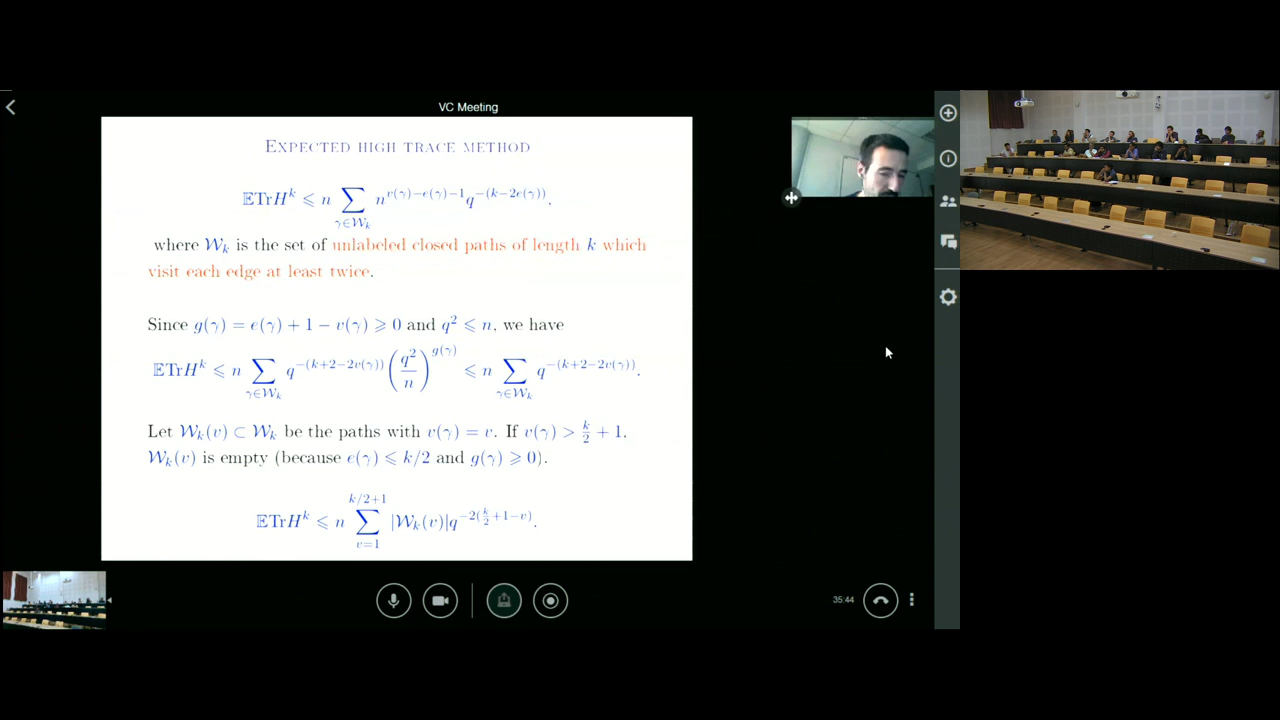 VC Meeting
EXPECTED HIGH TRACE METHOD
𝔼TrH^k ⩽ n ∑_{γ∈𝒲_k} n^{v(γ)−e(γ)−1} q^{−(k−2e(γ))}.
where 𝒲_k is the set of unlabeled closed paths of length k which
visit each edge at least twice.
Since g(γ) = e(γ) + 1 − v(γ) ⩾ 0 and q² ⩽ n, we have
𝔼TrH^k ⩽ n ∑_{γ∈𝒲_k} q^{−(k+2−2v(γ))} (q²/n)^{g(γ)} ⩽ n ∑_{γ∈𝒲_k} q^{−(k+2−2v(γ))}.
Let 𝒲_k(v) ⊂ 𝒲_k be the paths with v(γ) = v. If v(γ) > k/2 + 1,
𝒲_k(v) is empty (because e(γ) ⩽ k/2 and g(γ) ⩾ 0).
𝔼TrH^k ⩽ n ∑_{v=1}^{k/2+1} |𝒲_k(v)| q^{−2(k/2+1−v)}.
35:44